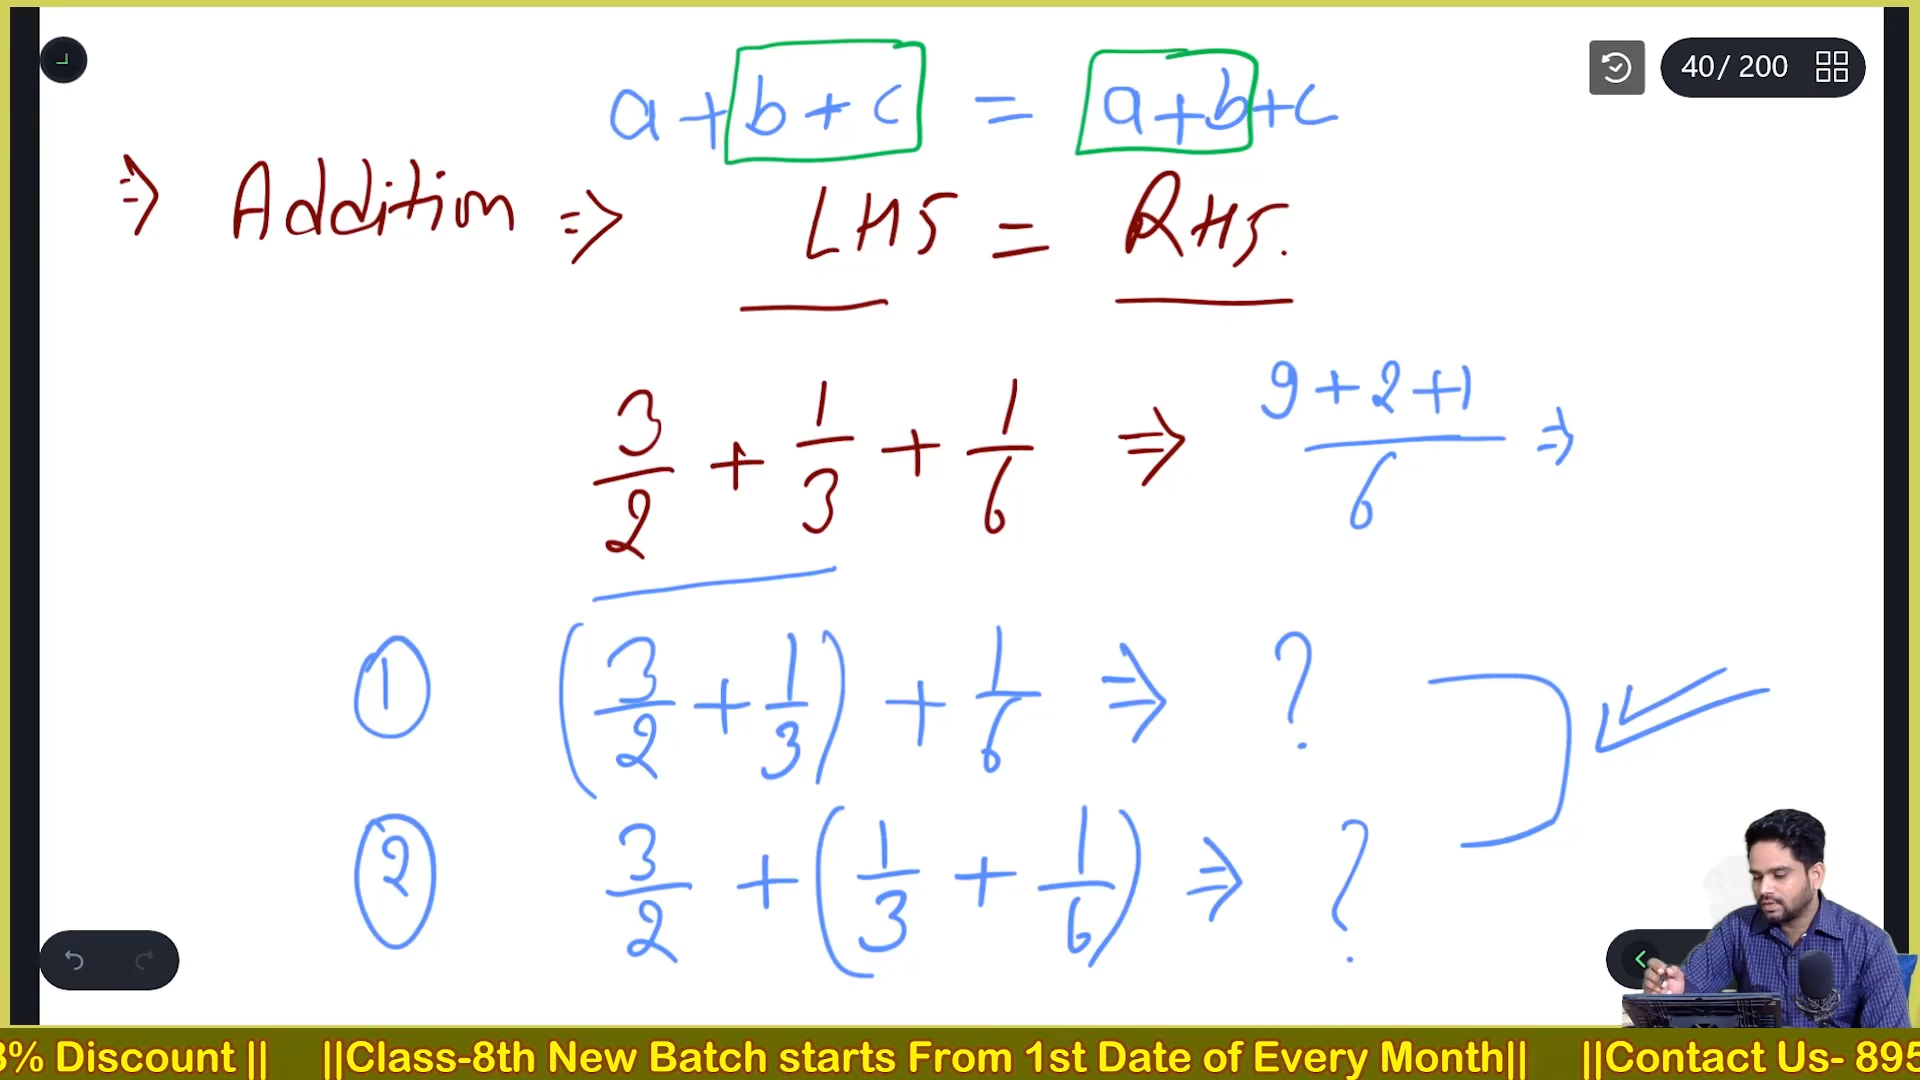 40/ 200
a + b + c = a + b + c
⇒ Addition ⇒ LHS = RHS.
3/2 + 1/3 + 1/6 ⇒ 9+2+1/6 ⇒
① (3/2 + 1/3) + 1/6 ⇒ ?
② 3/2 + (1/3 + 1/6) ⇒ ?
% Discount || ||Class-8th New Batch starts From 1st Date of Every Month|| ||Contact Us- 895